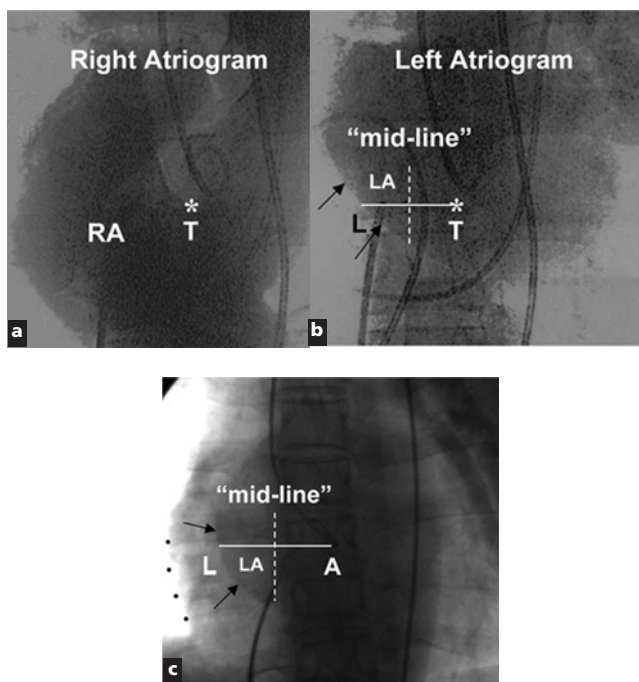 Right Atriogram
RA
*
T
a
Left Atriogram
"mid-line"
LA
*
L
T
b
"mid-line"
L
LA
A
c